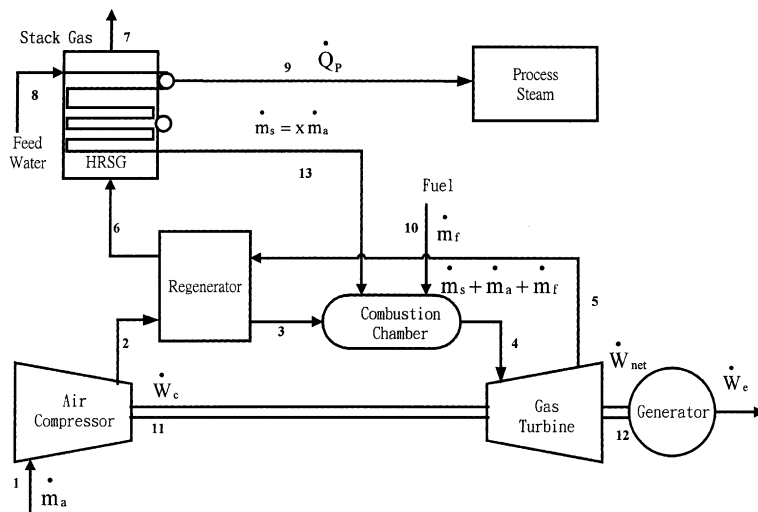 Stack Gas
7
8
Feed
Water
HRSG
9
Q̇P
Process
Steam
ṁs = x ṁa
13
Fuel
10
ṁf
6
Regenerator
ṁs + ṁa + ṁf
2
3
Combustion
Chamber
4
5
Air
Compressor
Ẇc
11
Gas
Turbine
Ẇnet
12
Generator
Ẇe
1
ṁa